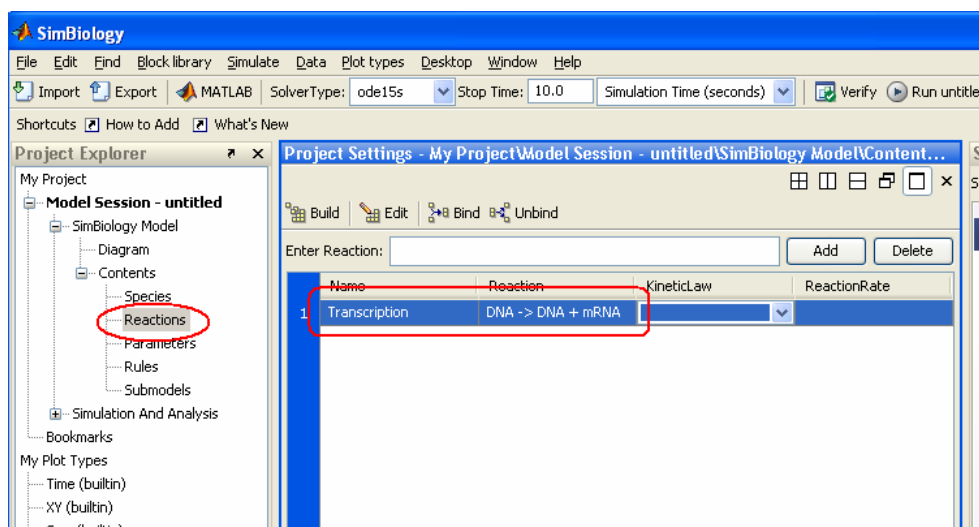 SimBiology
File Edit Find Block library Simulate Data Plot types Desktop Window Help
Import Export MATLAB SolverType: ode15s Stop Time: 10.0 Simulation Time (seconds) Verify Run untitle
Shortcuts How to Add What's New
Project Explorer
My Project
Model Session - untitled
SimBiology Model
Diagram
Contents
Species
Reactions
Parameters
Rules
Submodels
Simulation And Analysis
Bookmarks
My Plot Types
Time (builtin)
XY (builtin)
Project Settings - My Project\Model Session - untitled\SimBiology Model\Content...
Build Edit Bind Unbind
Enter Reaction: Add Delete
Name Reaction KineticLaw ReactionRate
1 Transcription DNA -> DNA + mRNA